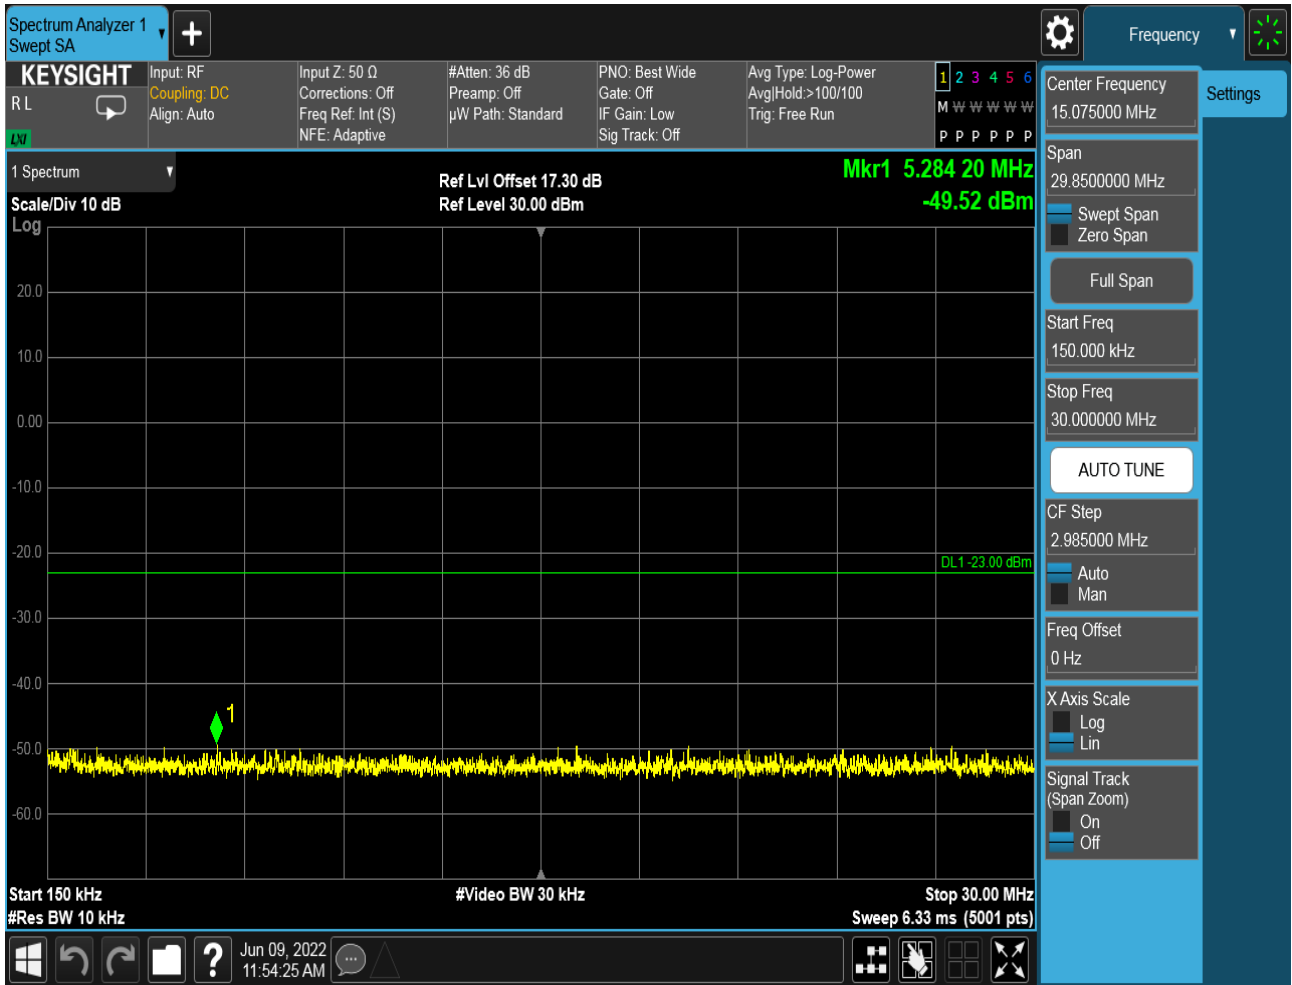 Spectrum Analyzer 1
Swept SA
+
Frequency
KEYSIGHT
R L
LXI
Input: RF
Coupling: DC
Align: Auto
Input Z: 50 Ω
Corrections: Off
Freq Ref: Int (S)
NFE: Adaptive
#Atten: 36 dB
Preamp: Off
µW Path: Standard
PNO: Best Wide
Gate: Off
IF Gain: Low
Sig Track: Off
Avg Type: Log-Power
Avg|Hold:>100/100
Trig: Free Run
1 2 3 4 5 6
M W W W W W
P P P P P P
1 Spectrum
Scale/Div 10 dB
Log
Ref Lvl Offset 17.30 dB
Ref Level 30.00 dBm
Mkr1 5.284 20 MHz
-49.52 dBm
20.0
10.0
0.00
-10.0
-20.0
-30.0
-40.0
-50.0
-60.0
DL1 -23.00 dBm
1
Start 150 kHz
#Res BW 10 kHz
#Video BW 30 kHz
Stop 30.00 MHz
Sweep 6.33 ms (5001 pts)
Center Frequency
15.075000 MHz
Span
29.8500000 MHz
Swept Span
Zero Span
Full Span
Start Freq
150.000 kHz
Stop Freq
30.000000 MHz
AUTO TUNE
CF Step
2.985000 MHz
Auto
Man
Freq Offset
0 Hz
X Axis Scale
Log
Lin
Signal Track
(Span Zoom)
On
Off
Settings
?
Jun 09, 2022
11:54:25 AM